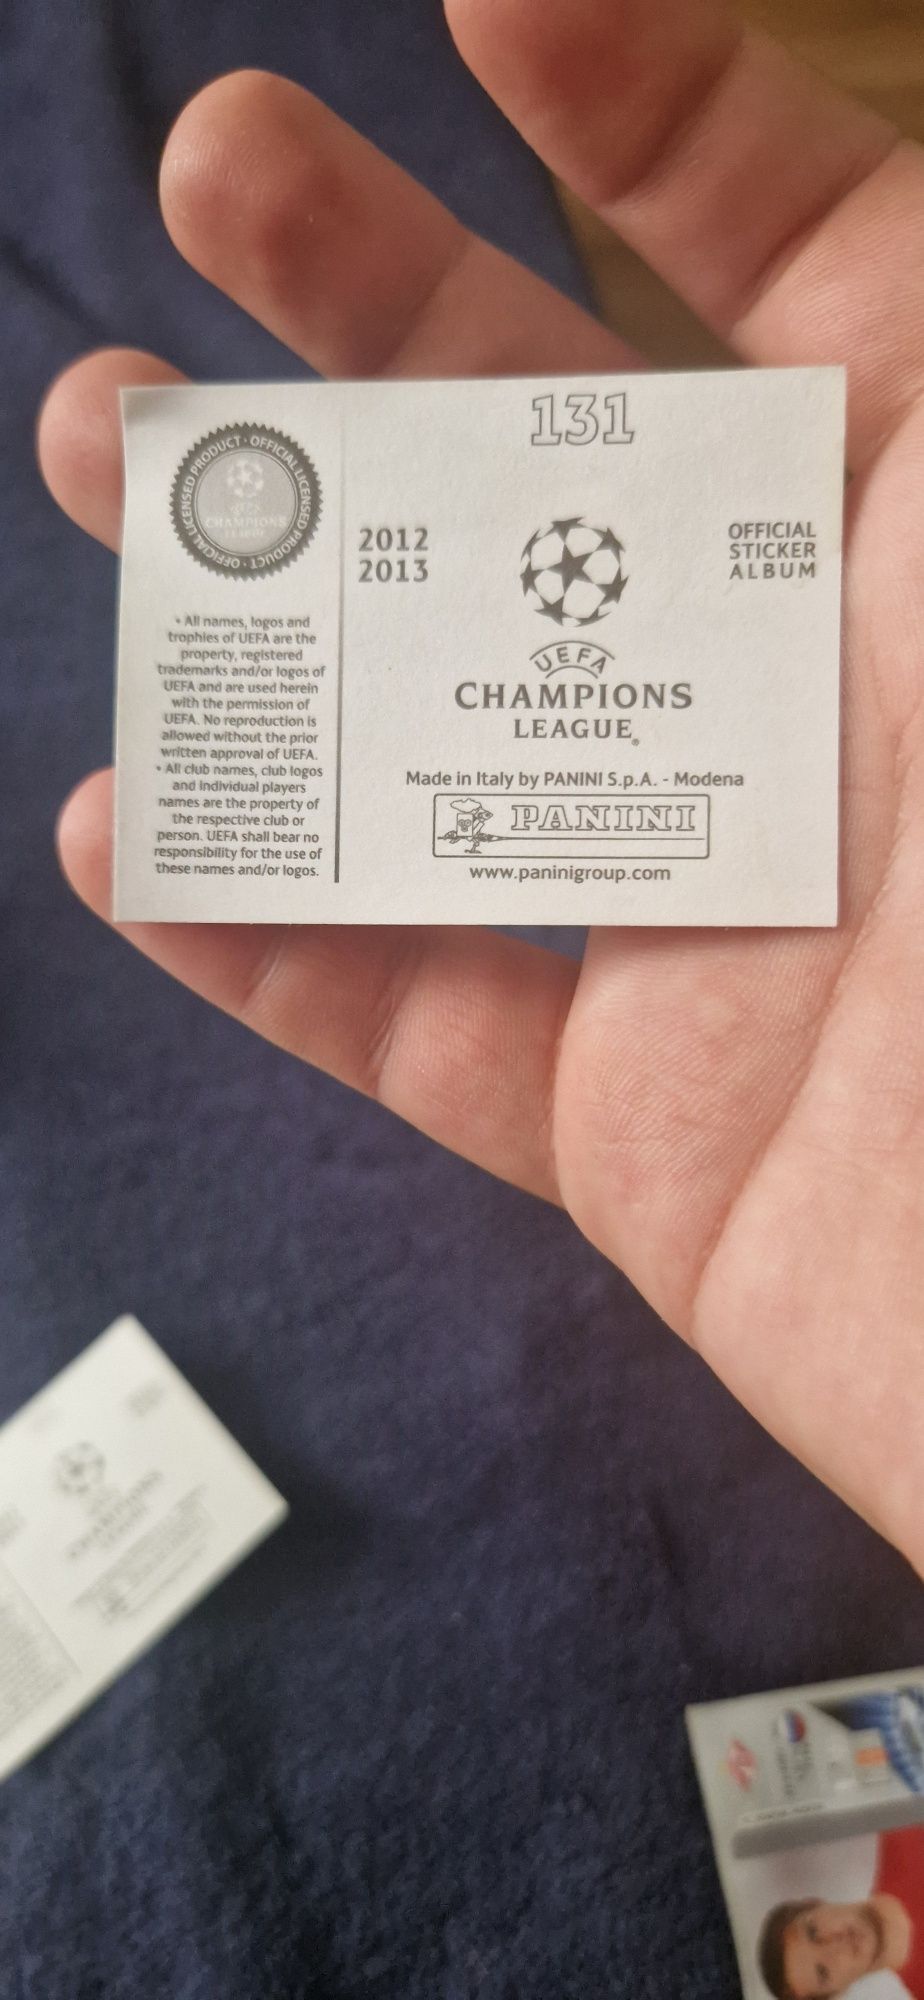 131
OFFICIAL LICENSED PRODUCT · OFFICIAL LICENSED PRODUCT ·
CHAMPIONS
LEAGUE
2012
2013
OFFICIAL
STICKER
ALBUM
UEFA
CHAMPIONS
LEAGUE®
Made in Italy by PANINI S.p.A. - Modena
PANINI
www.paninigroup.com
• All names, logos and
trophies of UEFA are the
property, registered
trademarks and/or logos of
UEFA and are used herein
with the permission of
UEFA. No reproduction is
allowed without the prior
written approval of UEFA.
• All club names, club logos
and individual players
names are the property of
the respective club or
person. UEFA shall bear no
responsibility for the use of
these names and/or logos.